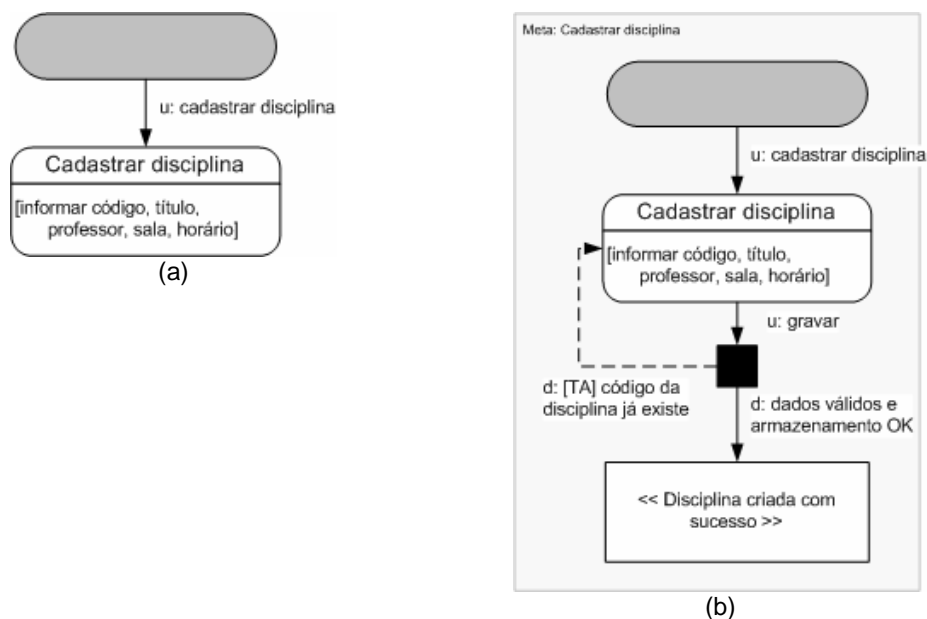 u: cadastrar disciplina
Cadastrar disciplina
[informar código, título,
professor, sala, horário]
(a)
Meta: Cadastrar disciplina
u: cadastrar disciplina
Cadastrar disciplina
[informar código, título,
professor, sala, horário]
u: gravar
d: [TA] código da
disciplina já existe
d: dados válidos e
armazenamento OK
<< Disciplina criada com
sucesso >>
(b)